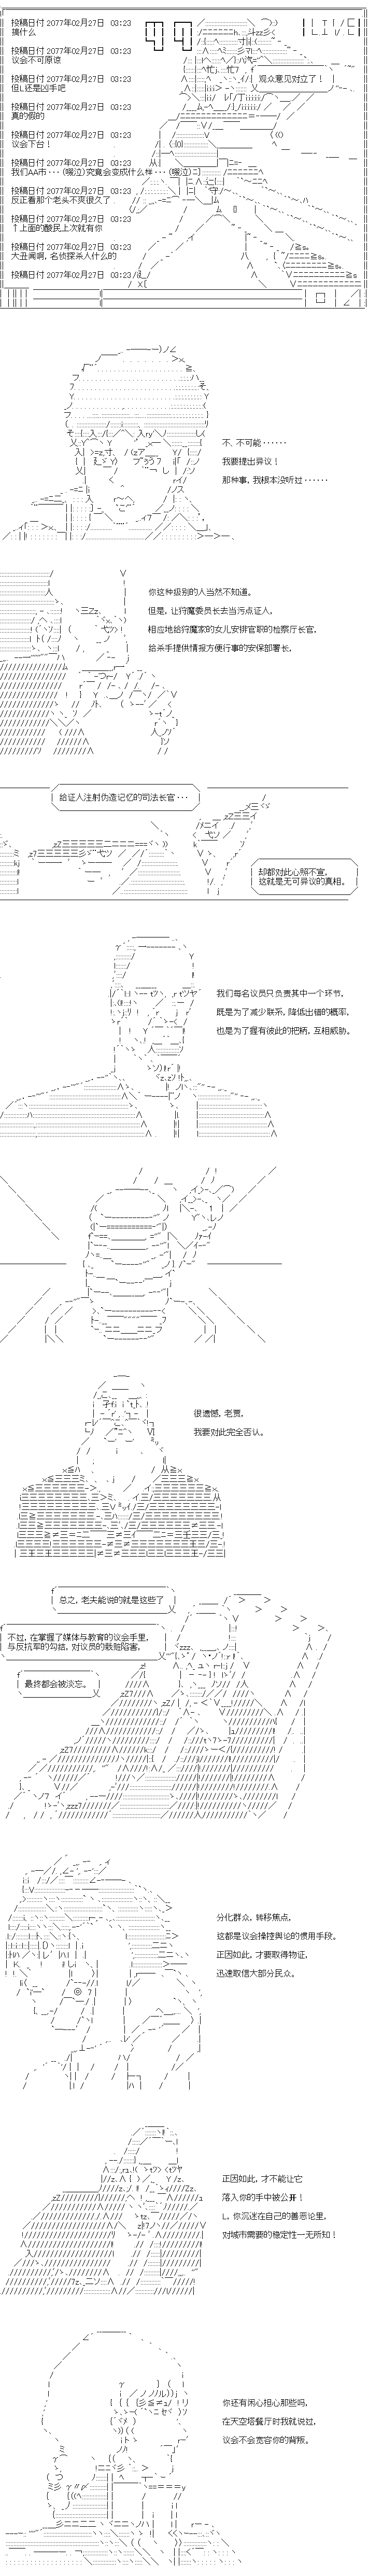 投稿日付 2077年02月27日 03:23
搞什么
投稿日付 2077年02月27日 03:23
议会不可原谅
投稿日付 2077年02月27日 03:23
但L还是凶手吧
投稿日付 2077年02月27日 03:23
真的假的
投稿日付 2077年02月27日 03:23
议会下台！
投稿日付 2077年02月27日 03:23
我们AA市···（啜泣）究竟会变成什么样···（啜泣）
投稿日付 2077年02月27日 03:23
反正看那个老头不爽很久了
投稿日付 2077年02月27日 03:23
↑上面的酸民上次就有你
投稿日付 2077年02月27日 03:23
大丑闻啊，名侦探杀人什么的
投稿日付 2077年02月27日 03:23
观众意见对立了！
不、不可能······
我要提出异议！
那种事，我根本没听过······
你这种级别的人当然不知道。
但是，让狩魔委员长去当污点证人，
相应地给狩魔家的女儿安排官职的检察厅长官，
给杀手提供情报方便行事的安保部署长，
给证人注射伪造记忆的司法长官···
却都对此心照不宣，
这就是无可异议的真相。
我们每名议员只负责其中一个环节，
既是为了减少联系，降低出错的概率，
也是为了握有彼此的把柄，互相威胁。
很遗憾，老贾，
我要对此完全否认。
总之，老夫能说的就是这些了
不过，在掌握了媒体与教育的议会手里，
与反抗军的勾结，对议员的栽赃陷害，
最终都会被淡忘。
分化群众，转移焦点，
这都是议会操控舆论的惯用手段。
正因如此，才要取得物证，
迅速取信大部分民众。
正因如此，才不能让它
落入你的手中被公开！
L，你沉迷在自己的善恶论里，
对城市需要的稳定性一无所知！
你还有闲心担心那些吗，
在天空塔餐厅时我就说过，
议会不会宽容你的背叛。